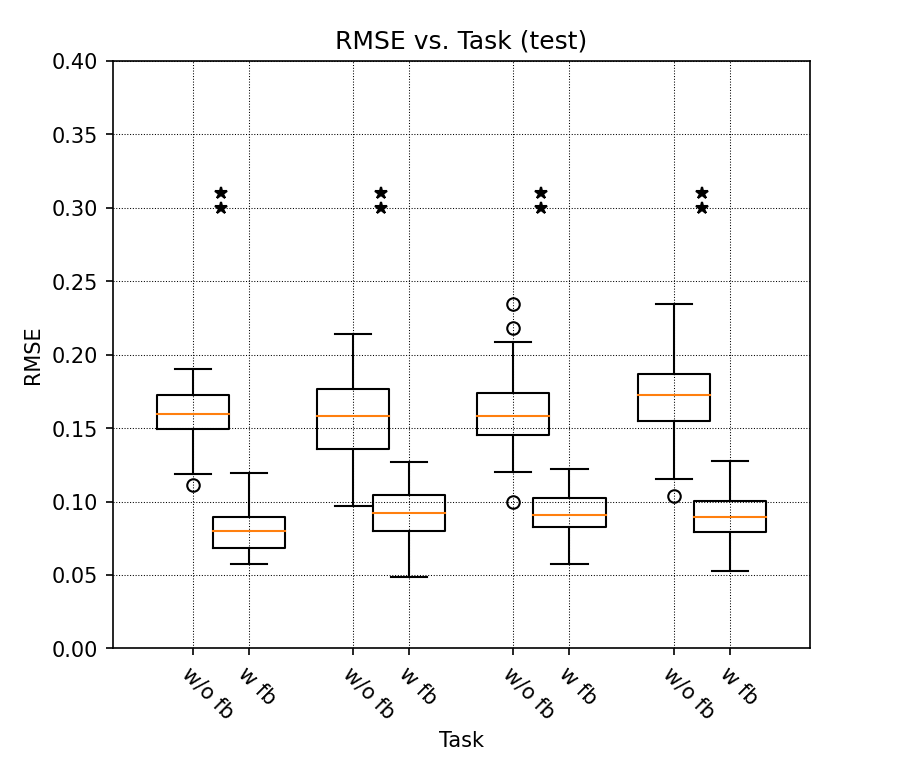 RMSE vs. Task (test)
0.40
0.35
0.30
0.25
0.20
0.15
0.10
0.05
0.00
RMSE
w/o fb
w fb
w/o fb
w fb
w/o fb
w fb
w/o fb
w fb
Task